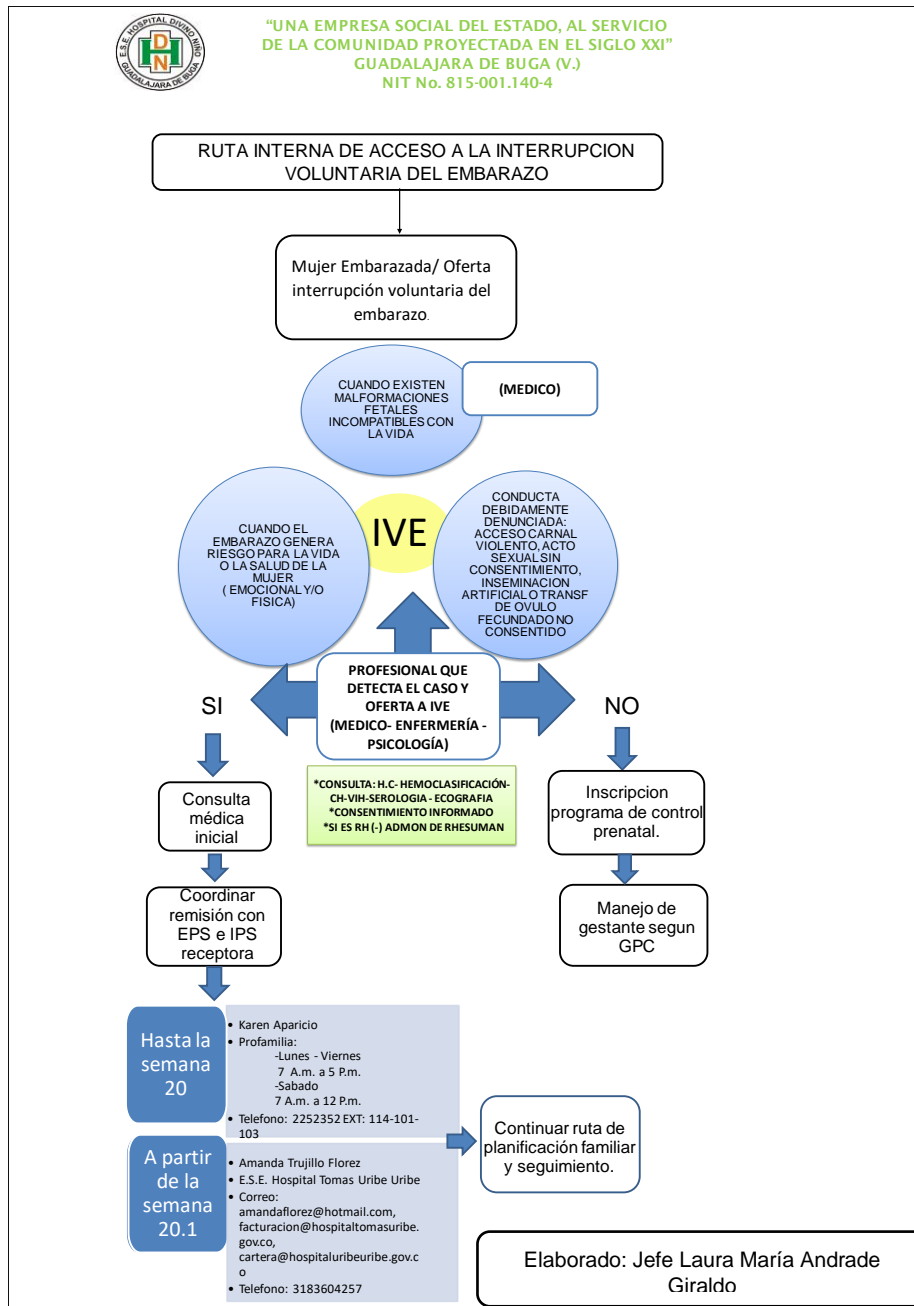 E.S.E. HOSPITAL DIVINO NIÑO
GUADALAJARA DE BUGA
H D N
“UNA EMPRESA SOCIAL DEL ESTADO, AL SERVICIO
DE LA COMUNIDAD PROYECTADA EN EL SIGLO XXI”
GUADALAJARA DE BUGA (V.)
NIT No. 815-001.140-4
RUTA INTERNA DE ACCESO A LA INTERRUPCION
VOLUNTARIA DEL EMBARAZO
Mujer Embarazada/ Oferta
interrupción voluntaria del
embarazo.
CUANDO EXISTEN
MALFORMACIONES
FETALES
INCOMPATIBLES CON
LA VIDA
(MEDICO)
CUANDO EL
EMBARAZO GENERA
RIESGO PARA LA VIDA
O LA SALUD DE LA
MUJER
( EMOCIONAL Y/O
FISICA)
IVE
CONDUCTA
DEBIDAMENTE
DENUNCIADA:
ACCESO CARNAL
VIOLENTO, ACTO
SEXUAL SIN
CONSENTIMIENTO,
INSEMINACION
ARTIFICIAL O TRANSF
DE OVULO
FECUNDADO NO
CONSENTIDO
PROFESIONAL QUE
DETECTA EL CASO Y
OFERTA A IVE
(MEDICO- ENFERMERÍA -
PSICOLOGÍA)
SI
NO
*CONSULTA: H.C- HEMOCLASIFICACIÓN-
CH-VIH-SEROLOGIA - ECOGRAFIA
*CONSENTIMIENTO INFORMADO
*SI ES RH (-) ADMON DE RHESUMAN
Consulta
médica
inicial
Inscripcion
programa de control
prenatal.
Coordinar
remisión con
EPS e IPS
receptora
Manejo de
gestante segun
GPC
Hasta la
semana
20
• Karen Aparicio
• Profamilia:
-Lunes - Viernes
7 A.m. a 5 P.m.
-Sabado
7 A.m. a 12 P.m.
• Telefono: 2252352 EXT: 114-101-
103
A partir
de la
semana
20.1
• Amanda Trujillo Florez
• E.S.E. Hospital Tomas Uribe Uribe
• Correo:
amandaflorez@hotmail.com,
facturacion@hospitaltomasuribe.
gov.co,
cartera@hospitaluribeuribe.gov.c
o
• Telefono: 3183604257
Continuar ruta de
planificación familiar
y seguimiento.
Elaborado: Jefe Laura María Andrade
Giraldo